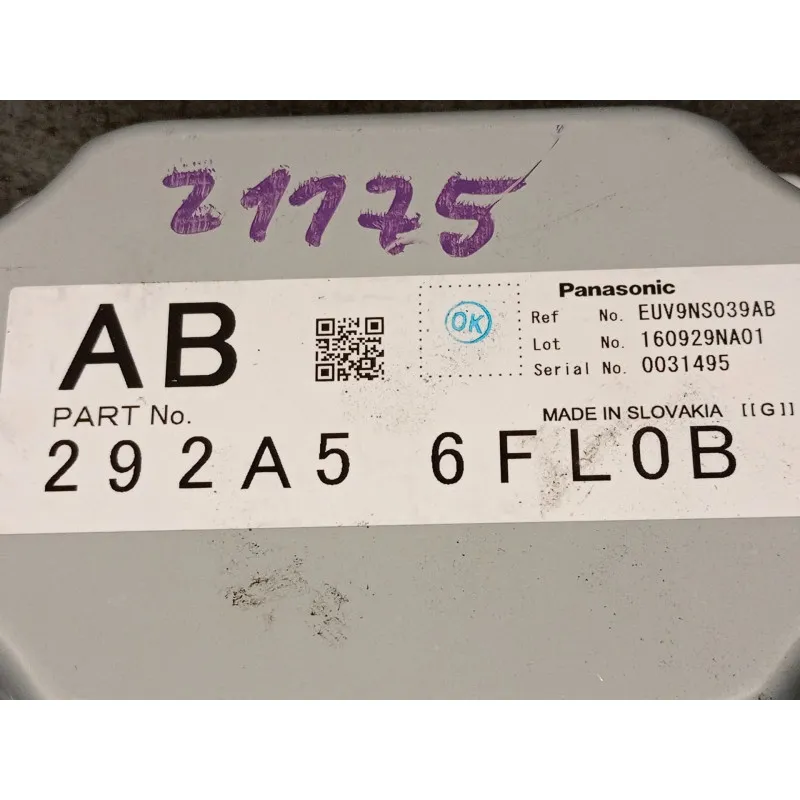 21175
AB
OK
Panasonic
Ref No. EUV9NS039AB
Lot No. 160929NA01
Serial No. 0031495
PART No.
MADE IN SLOVAKIA [[G]]
292A5 6FL0B